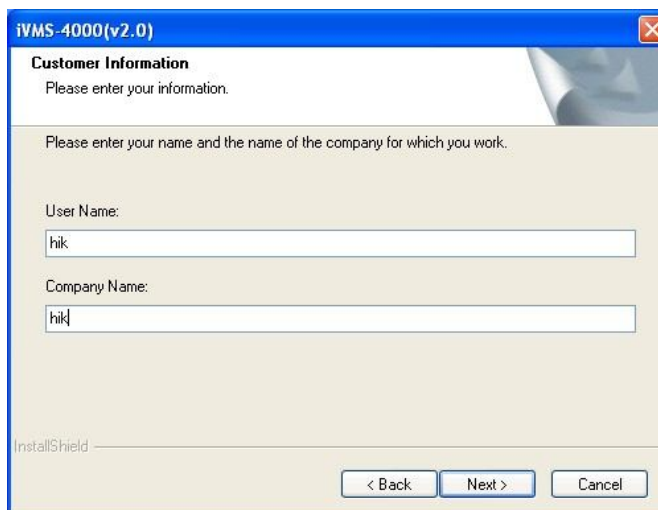 iVMS-4000(v2.0)
Customer Information
Please enter your information.
Please enter your name and the name of the company for which you work.
User Name:
hik
Company Name:
hik
InstallShield
< Back
Next >
Cancel